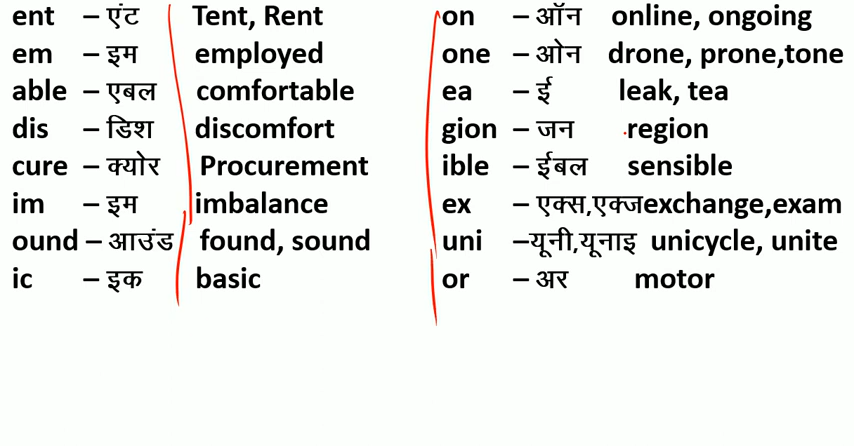 ent – एंट Tent, Rent
em – इम employed
able – एबल comfortable
dis – डिश discomfort
cure – क्योर Procurement
im – इम imbalance
ound – आउंड found, sound
ic – इक basic
on – ऑन online, ongoing
one – ओन drone, prone,tone
ea – ई leak, tea
gion – जन region
ible – ईबल sensible
ex – एक्स,एक्जexchange,exam
uni –यूनी,यूनाइ unicycle, unite
or – अर motor